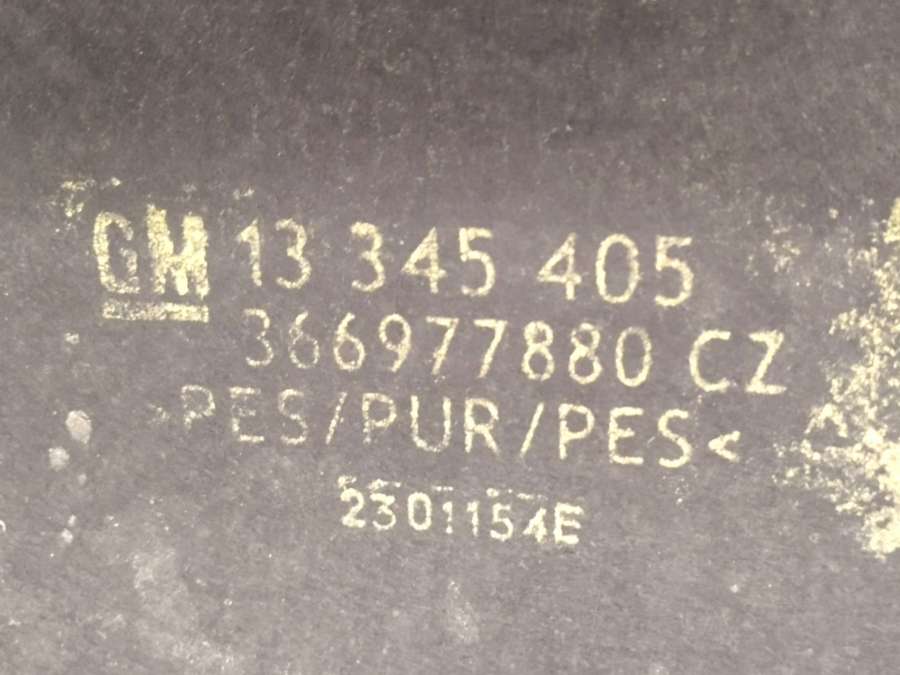 GM 13 345 405
366977880 CZ
>PES/PUR/PES<
2301154E